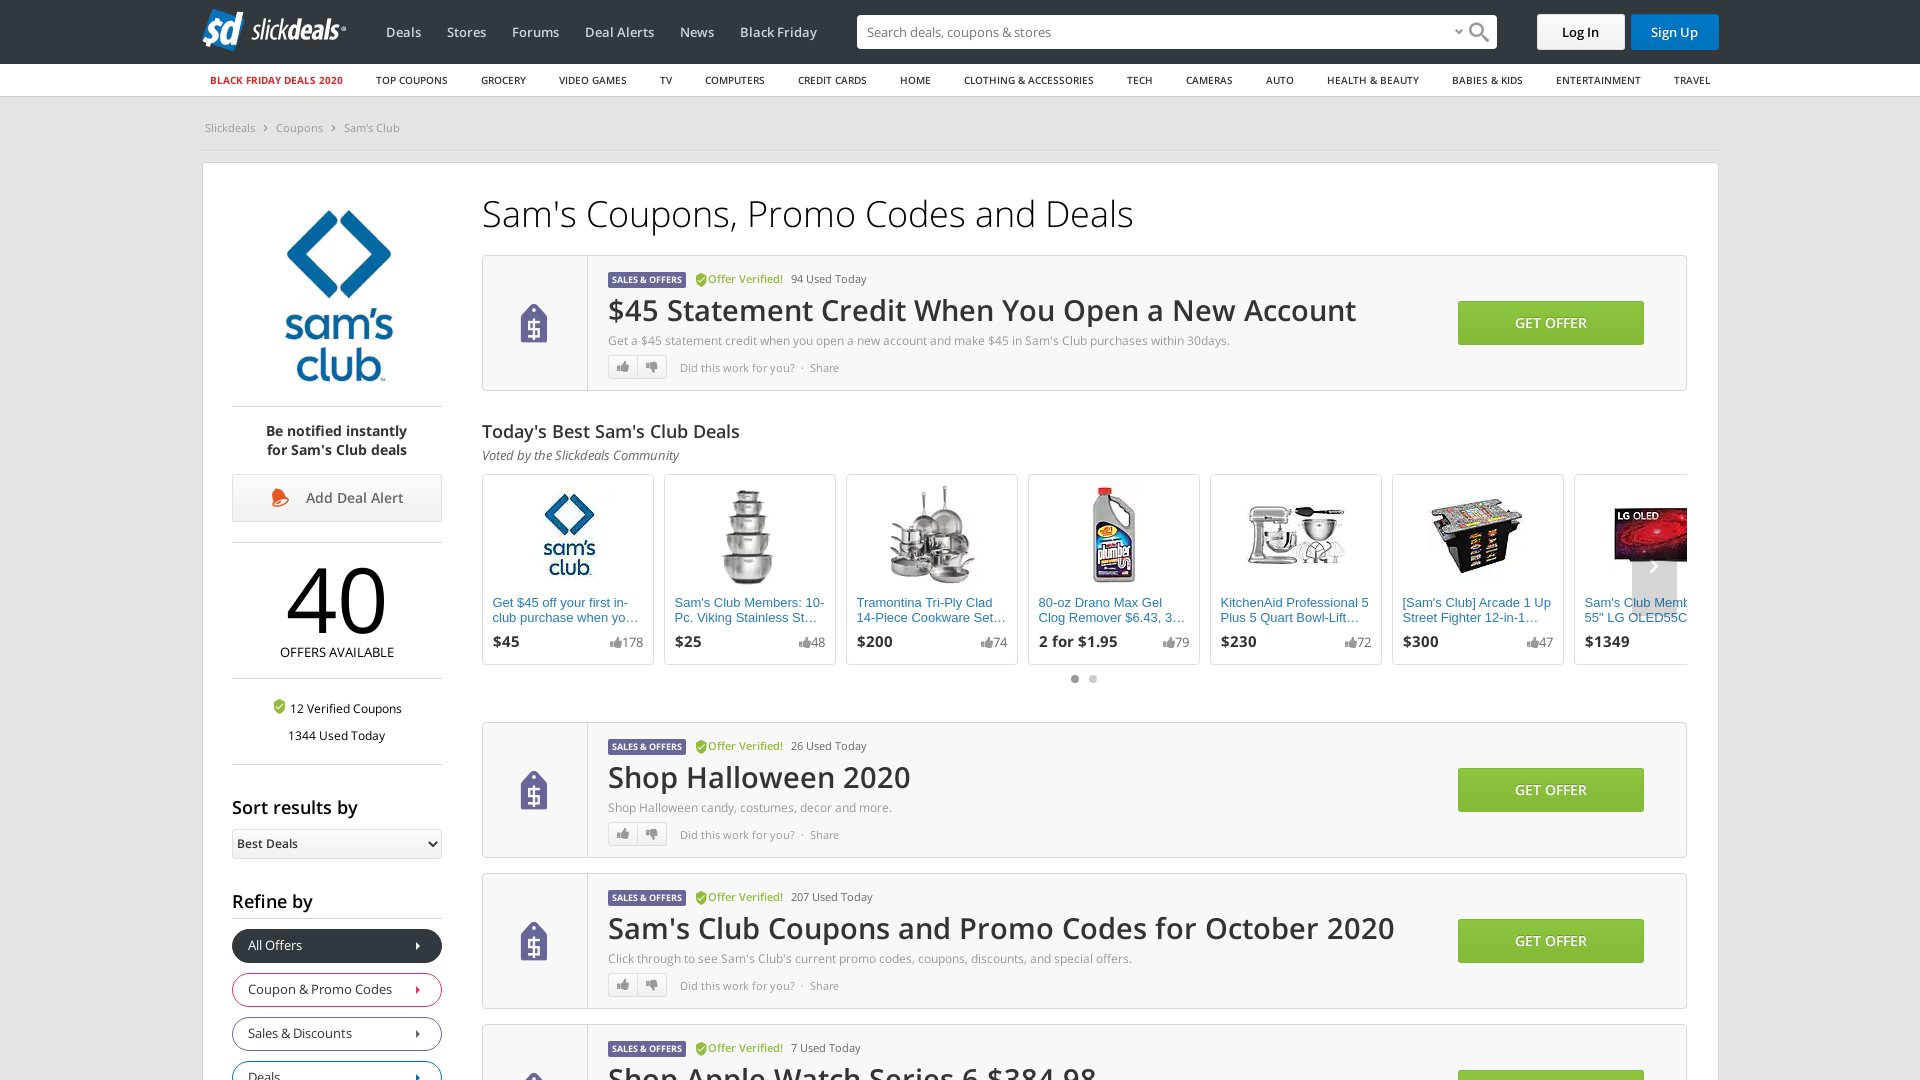 slickdeals
Deals
Stores
Forums
Deal Alerts
News
Black Friday
Search deals, coupons & stores
Log In
Sign Up
BLACK FRIDAY DEALS 2020
TOP COUPONS
GROCERY
VIDEO GAMES
TV
COMPUTERS
CREDIT CARDS
HOME
CLOTHING & ACCESSORIES
TECH
CAMERAS
AUTO
HEALTH & BEAUTY
BABIES & KIDS
ENTERTAINMENT
TRAVEL
Slickdeals > Coupons > Sam's Club
sam's
club
Be notified instantly
for Sam's Club deals
Add Deal Alert
40
OFFERS AVAILABLE
12 Verified Coupons
1344 Used Today
Sort results by
Best Deals
Refine by
All Offers
Coupon & Promo Codes
Sales & Discounts
Deals
Sam's Coupons, Promo Codes and Deals
SALES & OFFERS Offer Verified! 94 Used Today
$45 Statement Credit When You Open a New Account
Get a $45 statement credit when you open a new account and make $45 in Sam's Club purchases within 30days.
Did this work for you? · Share
GET OFFER
Today's Best Sam's Club Deals
Voted by the Slickdeals Community
sam's
club
Get $45 off your first in-
club purchase when yo…
$45 178
Sam's Club Members: 10-
Pc. Viking Stainless St…
$25 48
Tramontina Tri-Ply Clad
14-Piece Cookware Set…
$200 74
plumber
80-oz Drano Max Gel
Clog Remover $6.43, 3…
2 for $1.95 79
KitchenAid Professional 5
Plus 5 Quart Bowl-Lift…
$230 72
[Sam's Club] Arcade 1 Up
Street Fighter 12-in-1…
$300 47
LG OLED
Sam's Club Memb
55" LG OLED55C
$1349
SALES & OFFERS Offer Verified! 26 Used Today
Shop Halloween 2020
Shop Halloween candy, costumes, decor and more.
Did this work for you? · Share
GET OFFER
SALES & OFFERS Offer Verified! 207 Used Today
Sam's Club Coupons and Promo Codes for October 2020
Click through to see Sam's Club's current promo codes, coupons, discounts, and special offers.
Did this work for you? · Share
GET OFFER
SALES & OFFERS Offer Verified! 7 Used Today
Shop Apple Watch Series 6 $384.98